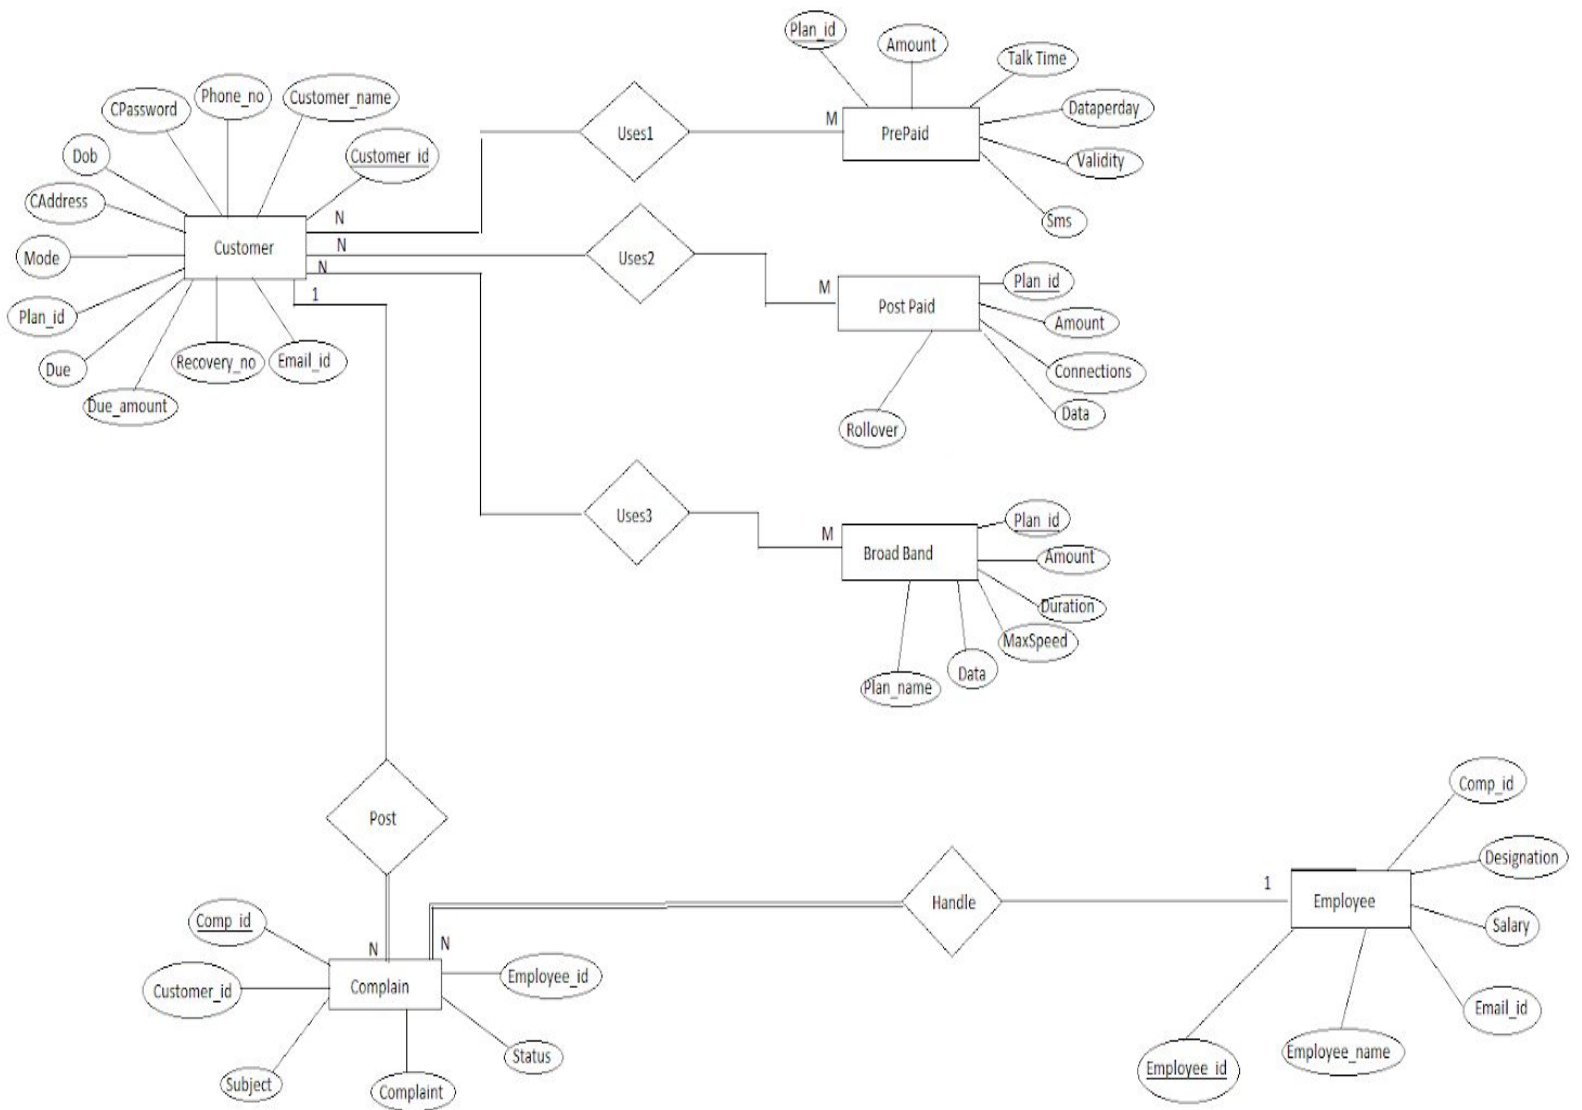 Plan_id
Amount
Talk Time
Phone_no
Customer_name
CPassword
Dataperday
Uses1
M
PrePaid
Dob
Customer_id
Validity
CAddress
N
Sms
Customer
N
Uses2
Mode
N
Plan_id
1
M
Post Paid
Plan_id
Amount
Due
Recovery_no
Email_id
Connections
Due_amount
Data
Rollover
Uses3
Plan_id
M
Broad Band
Amount
Duration
MaxSpeed
Plan_name
Data
Post
Comp_id
Designation
1
Handle
Employee
Comp_id
Salary
N
N
Employee_id
Customer_id
Complain
Email_id
Status
Employee_name
Subject
Complaint
Employee_id